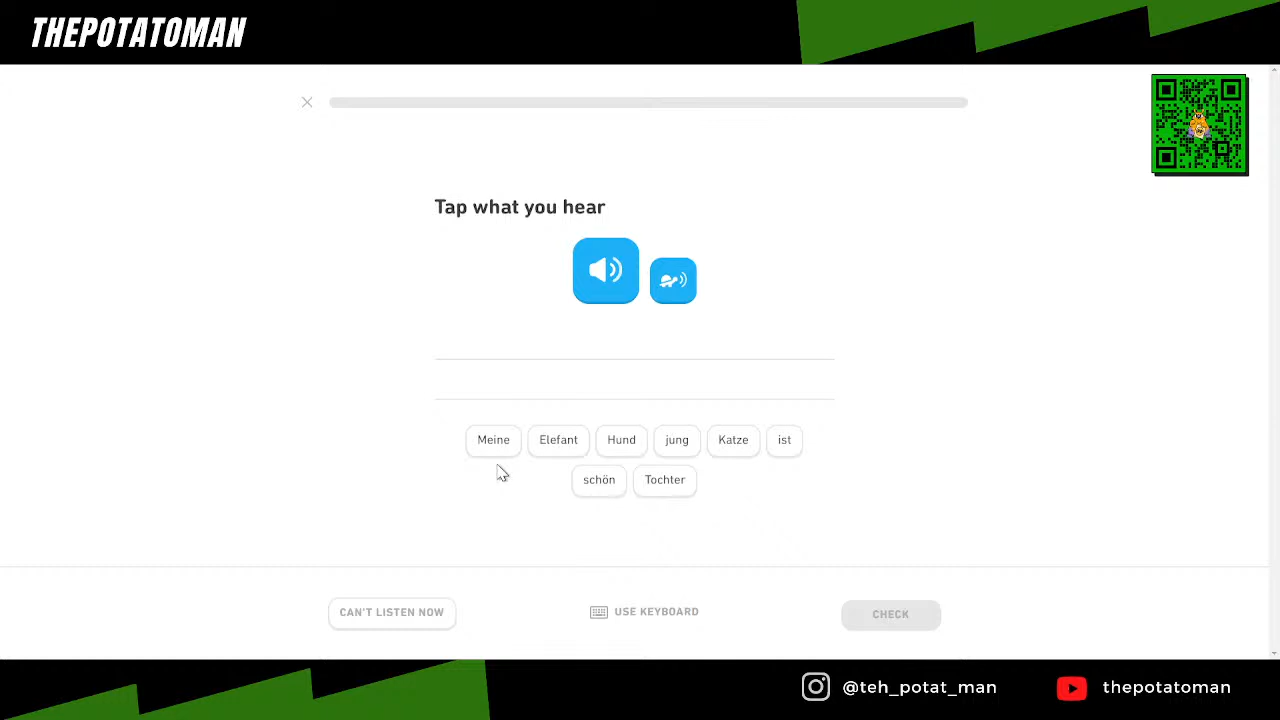 THEPOTATOMAN
Tap what you hear
Meine Elefant Hund jung Katze ist
schön Tochter
CAN'T LISTEN NOW USE KEYBOARD CHECK
@teh_potat_man thepotatoman